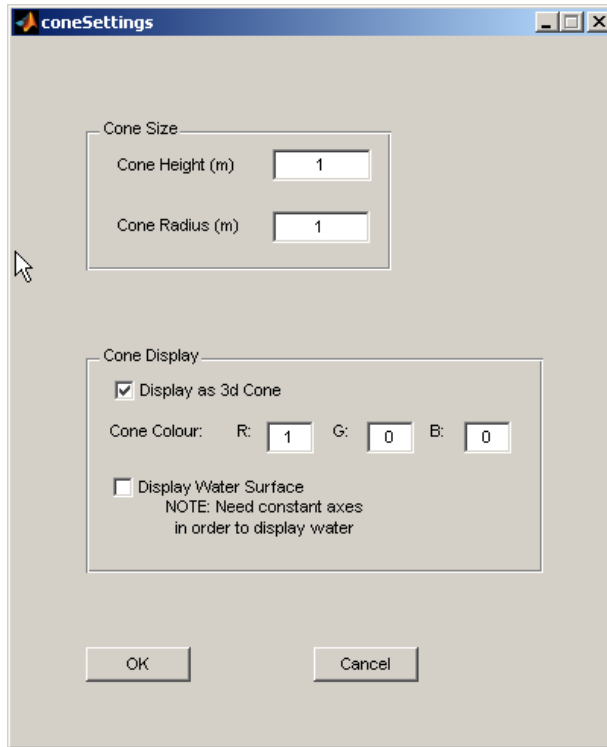 coneSettings
Cone Size
Cone Height (m) 1
Cone Radius (m) 1
Cone Display
Display as 3d Cone
Cone Colour: R: 1 G: 0 B: 0
Display Water Surface
NOTE: Need constant axes
in order to display water
OK Cancel